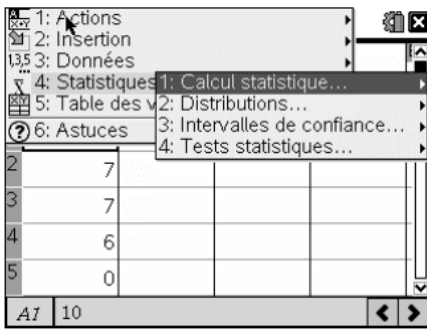 1: Actions
2: Insertion
1,3,5 3: Données
4: Statistiques 1: Calcul statistique...
5: Table des v 2: Distributions...
6: Astuces 3: Intervalles de confiance...
4: Tests statistiques...
2 7
3 7
4 6
5 0
A1 10